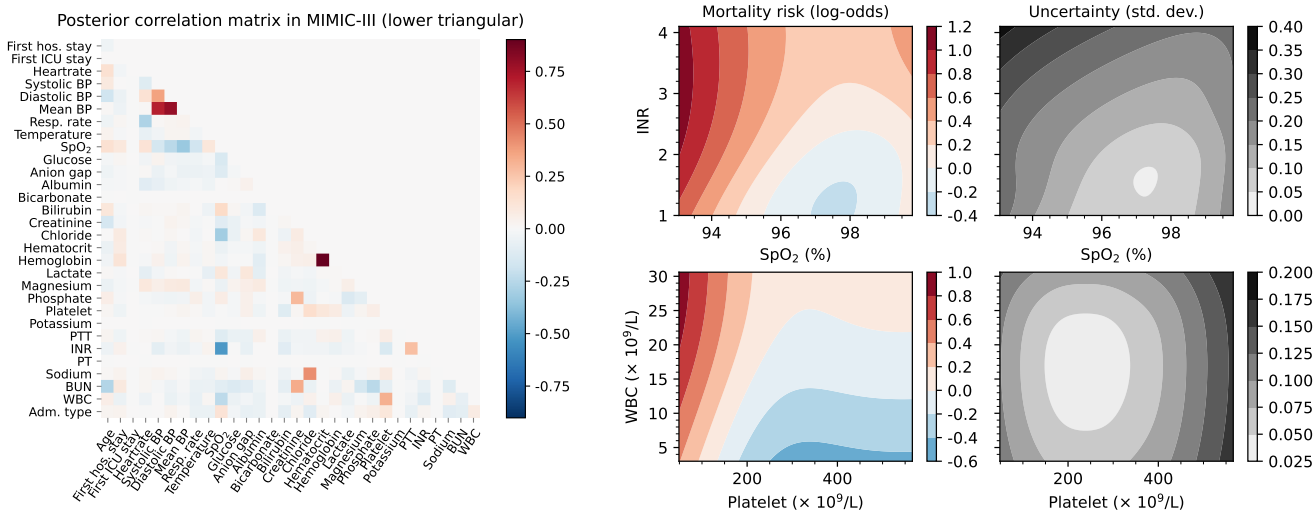 Posterior correlation matrix in MIMIC-III (lower triangular)
First hos. stay
First ICU stay
Heartrate
Systolic BP
Diastolic BP
Mean BP
Resp. rate
Temperature
SpO₂
Glucose
Anion gap
Albumin
Bicarbonate
Bilirubin
Creatinine
Chloride
Hematocrit
Hemoglobin
Lactate
Magnesium
Phosphate
Platelet
Potassium
PTT
INR
PT
Sodium
BUN
WBC
Adm. type
Age
First hos. stay
First ICU stay
Heartrate
Systolic BP
Diastolic BP
Mean BP
Resp. rate
Temperature
SpO₂
Glucose
Anion gap
Albumin
Bicarbonate
Bilirubin
Creatinine
Chloride
Hematocrit
Hemoglobin
Lactate
Magnesium
Phosphate
Platelet
Potassium
PTT
INR
PT
Sodium
BUN
WBC
0.75
0.50
0.25
0.00
-0.25
-0.50
-0.75
Mortality risk (log-odds)
INR
4
3
2
1
94 96 98
SpO₂ (%)
1.2
1.0
0.8
0.6
0.4
0.2
0.0
-0.2
-0.4
Uncertainty (std. dev.)
94 96 98
SpO₂ (%)
0.40
0.35
0.30
0.25
0.20
0.15
0.10
0.05
0.00
WBC (× 10⁹/L)
30
25
20
15
10
5
200 400
Platelet (× 10⁹/L)
1.0
0.8
0.6
0.4
0.2
0.0
-0.2
-0.4
-0.6
200 400
Platelet (× 10⁹/L)
0.200
0.175
0.150
0.125
0.100
0.075
0.050
0.025